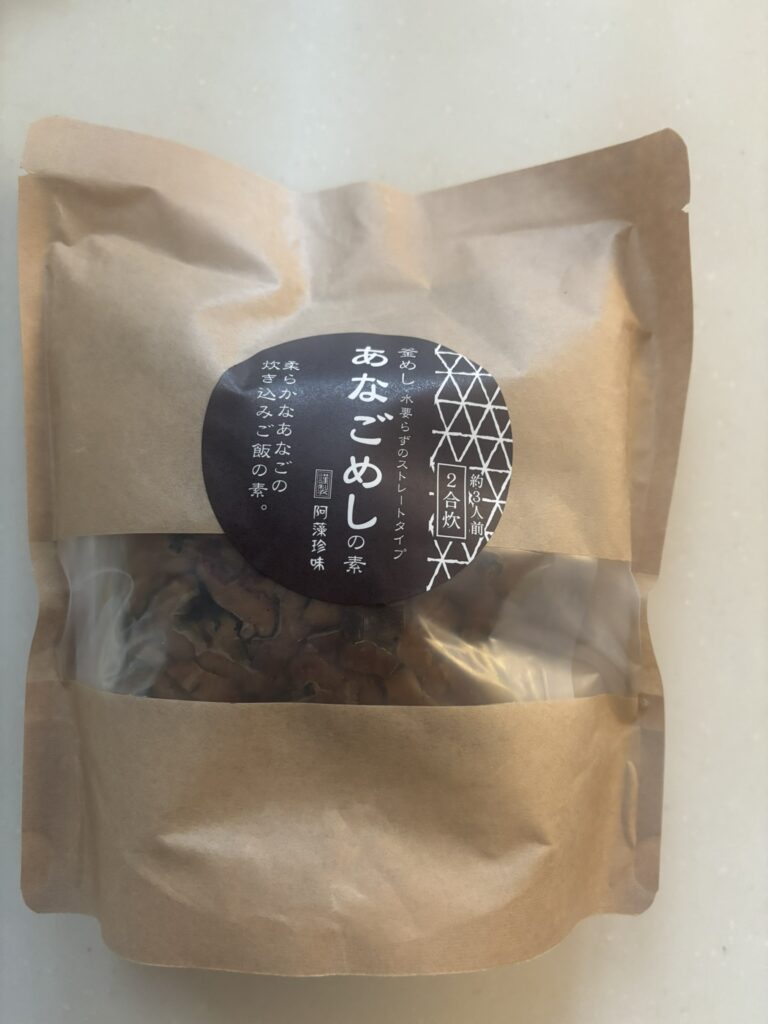 約3人前
2合炊
釜めし 水要らずのストレートタイプ
あなごめしの素
謹製 阿藻珍味
柔らかなあなごの
炊き込みご飯の素。